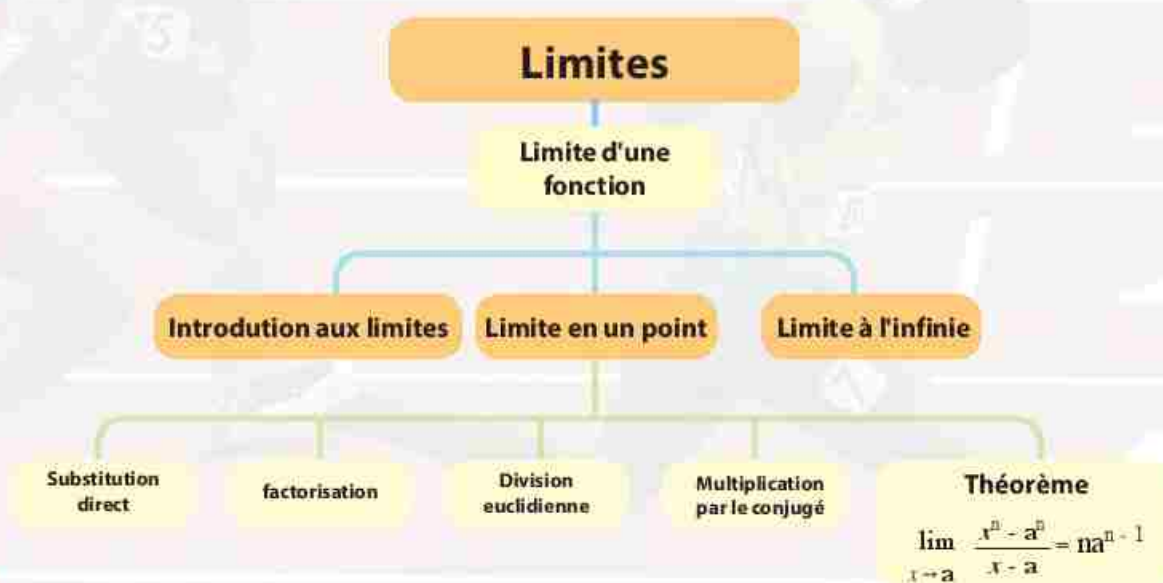 Limites
Limite d'une
fonction
Introdution aux limites
Limite en un point
Limite à l'infinie
Substitution
direct
factorisation
Division
euclidienne
Multiplication
par le conjugé
Théorème
lim x→a (xⁿ - aⁿ)/(x - a) = naⁿ⁻¹